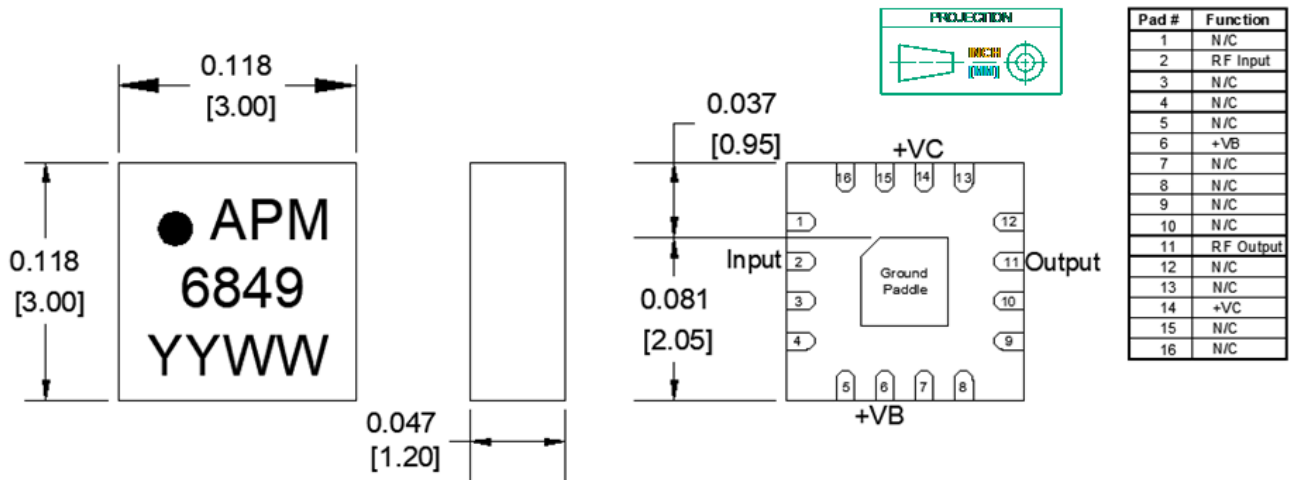 0.118
[3.00]
0.118
[3.00]
APM
6849
YYWW
0.047
[1.20]
PROJECTION
INCH
[MM]
0.037
[0.95]
0.081
[2.05]
+VC
16 15 14 13
1
2
3
4
12
11
10
9
Input
Output
Ground
Paddle
5 6 7 8
+VB
Pad # Function
1 N/C
2 RF Input
3 N/C
4 N/C
5 N/C
6 +VB
7 N/C
8 N/C
9 N/C
10 N/C
11 RF Output
12 N/C
13 N/C
14 +VC
15 N/C
16 N/C